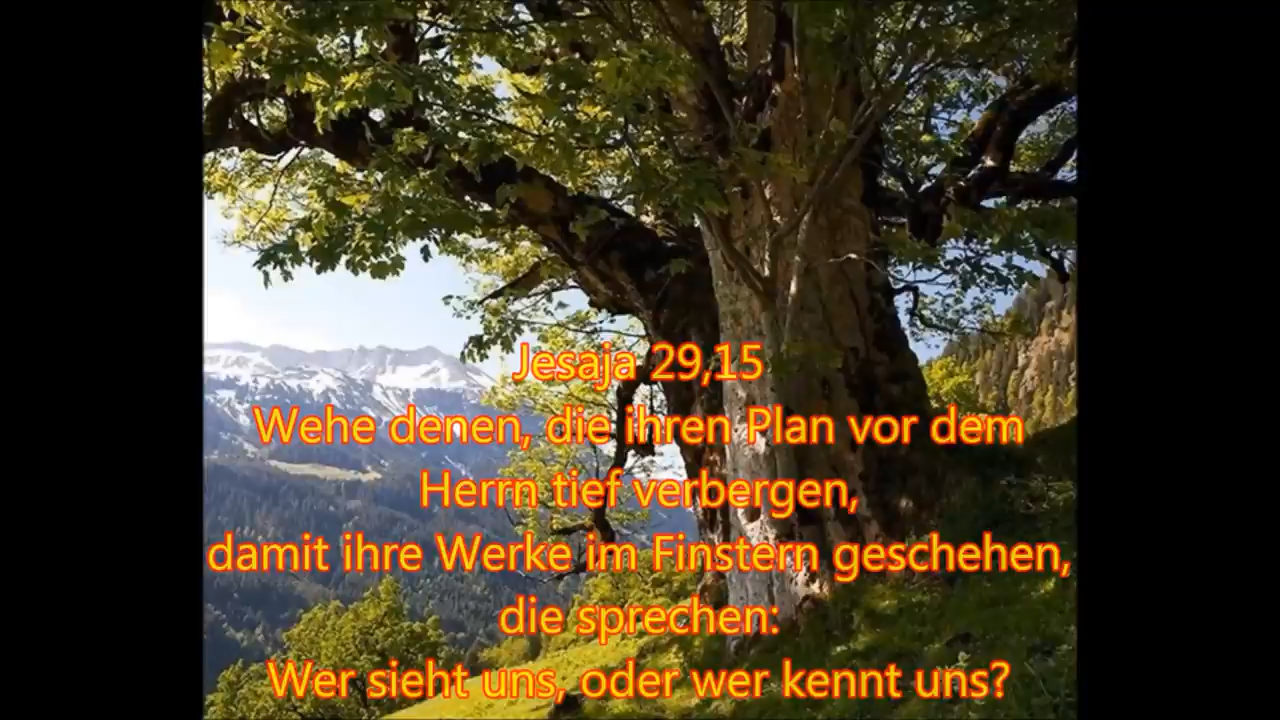 Jesaja 29,15
Wehe denen, die ihren Plan vor dem
Herrn tief verbergen,
damit ihre Werke im Finstern geschehen,
die sprechen:
Wer sieht uns, oder wer kennt uns?